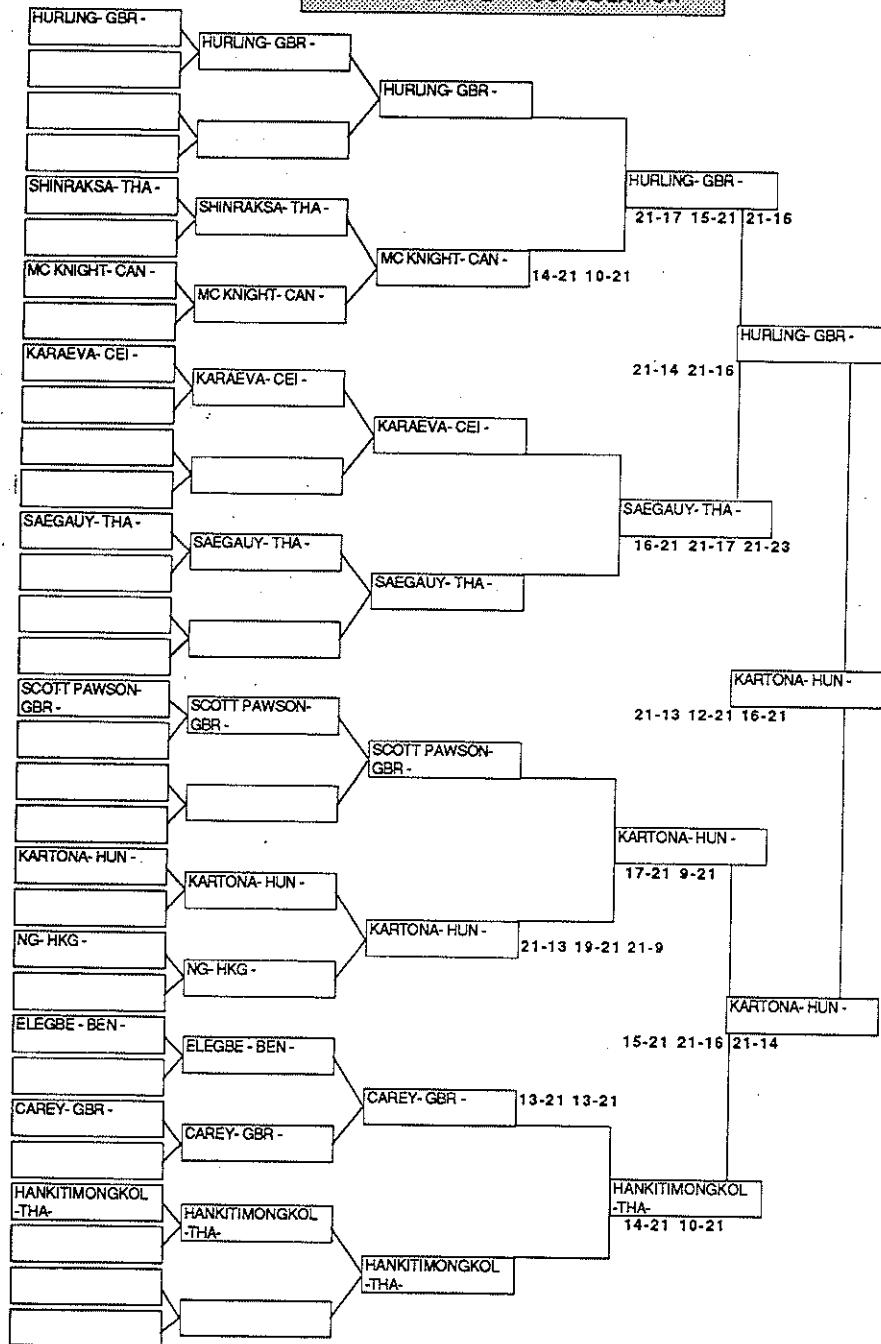 HURLING- GBR -
HURLING- GBR -
HURLING- GBR -
SHINRAKSA- THA -
SHINRAKSA- THA -
HURLING- GBR -
21-17 15-21 21-16
MC KNIGHT- CAN -
14-21 10-21
MC KNIGHT- CAN -
MC KNIGHT- CAN -
HURLING- GBR -
21-14 21-16
KARAEVA- CEI -
KARAEVA- CEI -
KARAEVA- CEI -
SAEGAUY- THA -
16-21 21-17 21-23
SAEGAUY- THA -
SAEGAUY- THA -
SAEGAUY- THA -
KARTONA- HUN -
21-13 12-21 16-21
SCOTT PAWSON-
GBR -
SCOTT PAWSON-
GBR -
SCOTT PAWSON-
GBR -
KARTONA- HUN -
17-21 9-21
KARTONA- HUN -
KARTONA- HUN -
KARTONA- HUN -
21-13 19-21 21-9
NG- HKG -
NG- HKG -
KARTONA- HUN -
15-21 21-16 21-14
ELEGBE - BEN -
ELEGBE - BEN -
CAREY- GBR -
13-21 13-21
CAREY- GBR -
CAREY- GBR -
HANKITIMONGKOL
-THA-
14-21 10-21
HANKITIMONGKOL
-THA-
HANKITIMONGKOL
-THA-
HANKITIMONGKOL
-THA-